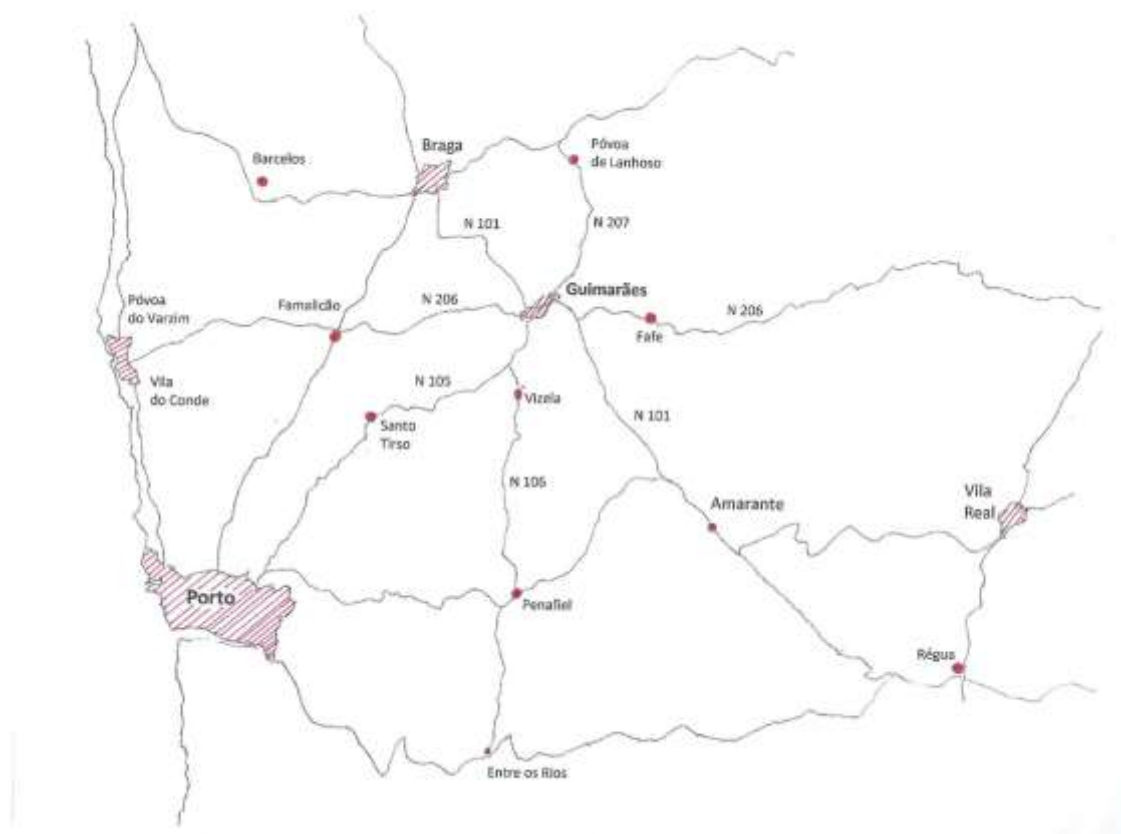 Braga
Póvoa
de Lanhoso
Barcelos
N 101
N 207
Guimarães
Póvoa
do Varzim
Famalicão
N 206
N 206
Fafe
Vila
do Conde
N 105
Vizela
Santo
Tirso
N 101
N 106
Amarante
Vila
Real
Porto
Penafiel
Régua
Entre os Rios